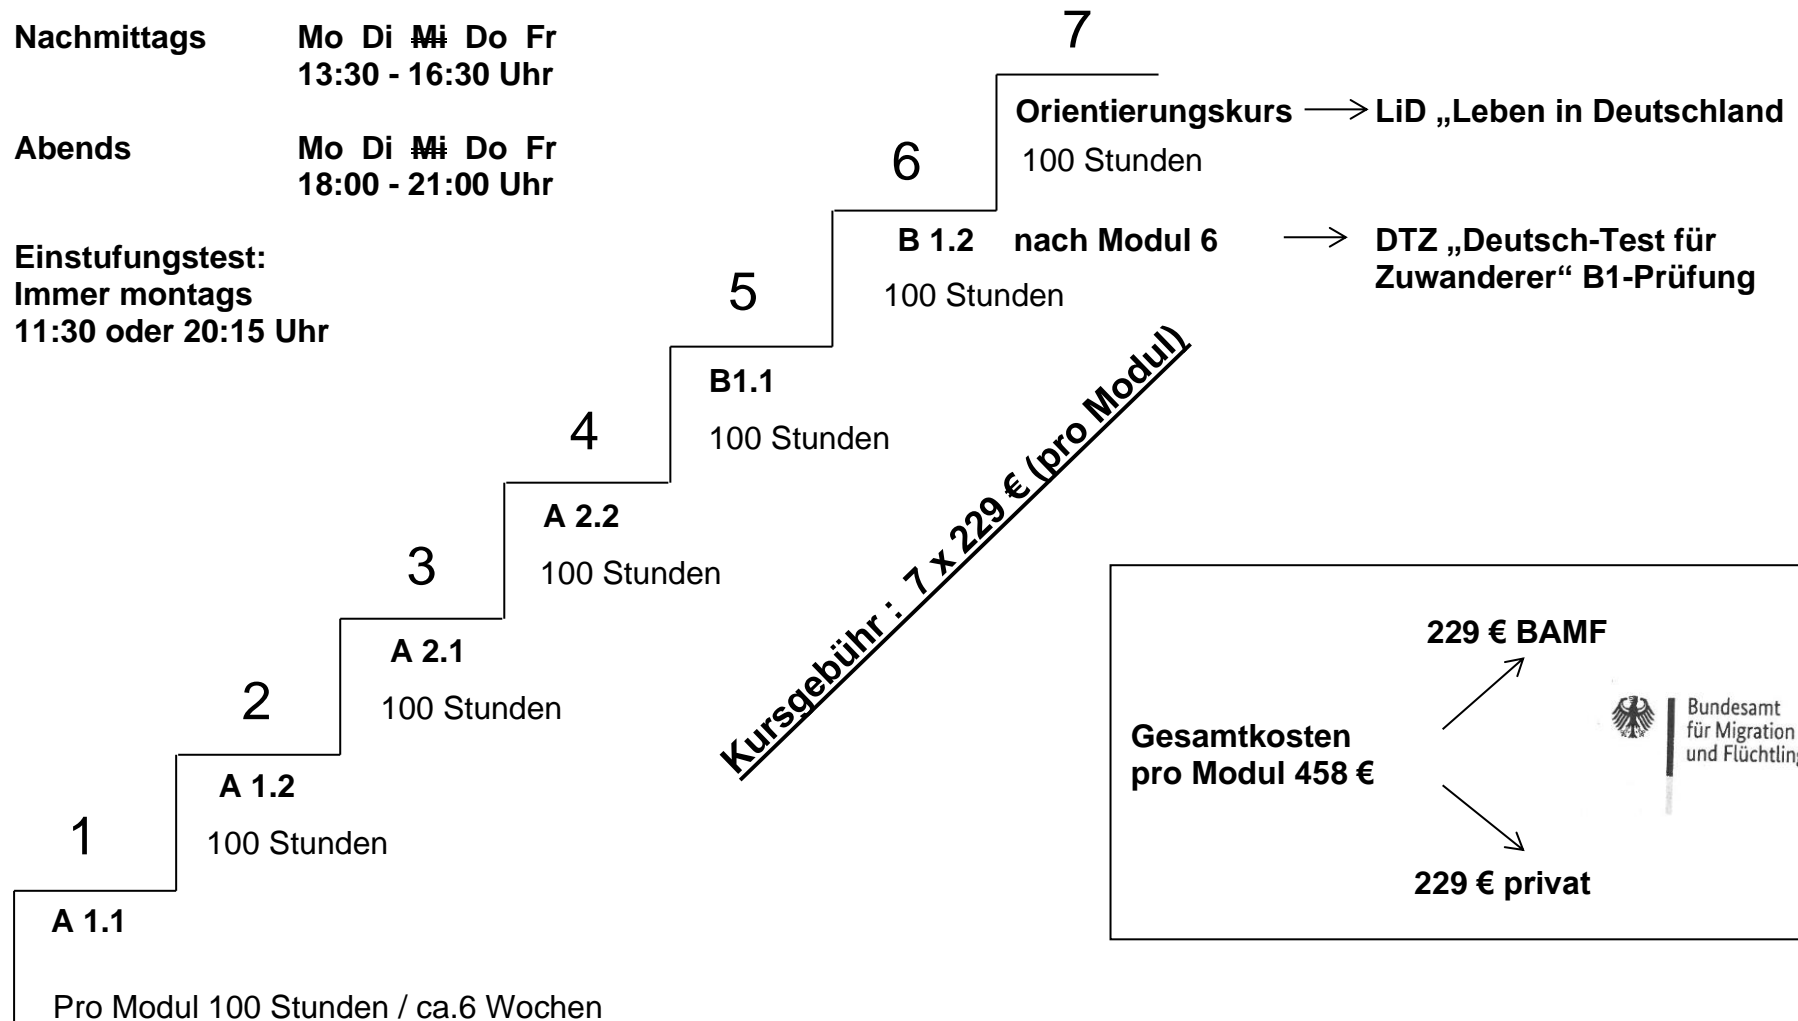 Nachmittags Mo Di Mi Do Fr
13:30 - 16:30 Uhr
Abends Mo Di Mi Do Fr
18:00 - 21:00 Uhr
Einstufungstest:
Immer montags
11:30 oder 20:15 Uhr
7
Orientierungskurs LiD „Leben in Deutschland
100 Stunden
6
B 1.2 nach Modul 6
100 Stunden
DTZ „Deutsch-Test für
Zuwanderer“ B1-Prüfung
5
B1.1
100 Stunden
4
A 2.2
100 Stunden
3
A 2.1
100 Stunden
2
A 1.2
100 Stunden
1
A 1.1
Pro Modul 100 Stunden / ca.6 Wochen
Kursgebühr : 7 x 229 € (pro Modul)
229 € BAMF
Gesamtkosten
pro Modul 458 €
229 € privat
Bundesamt
für Migration
und